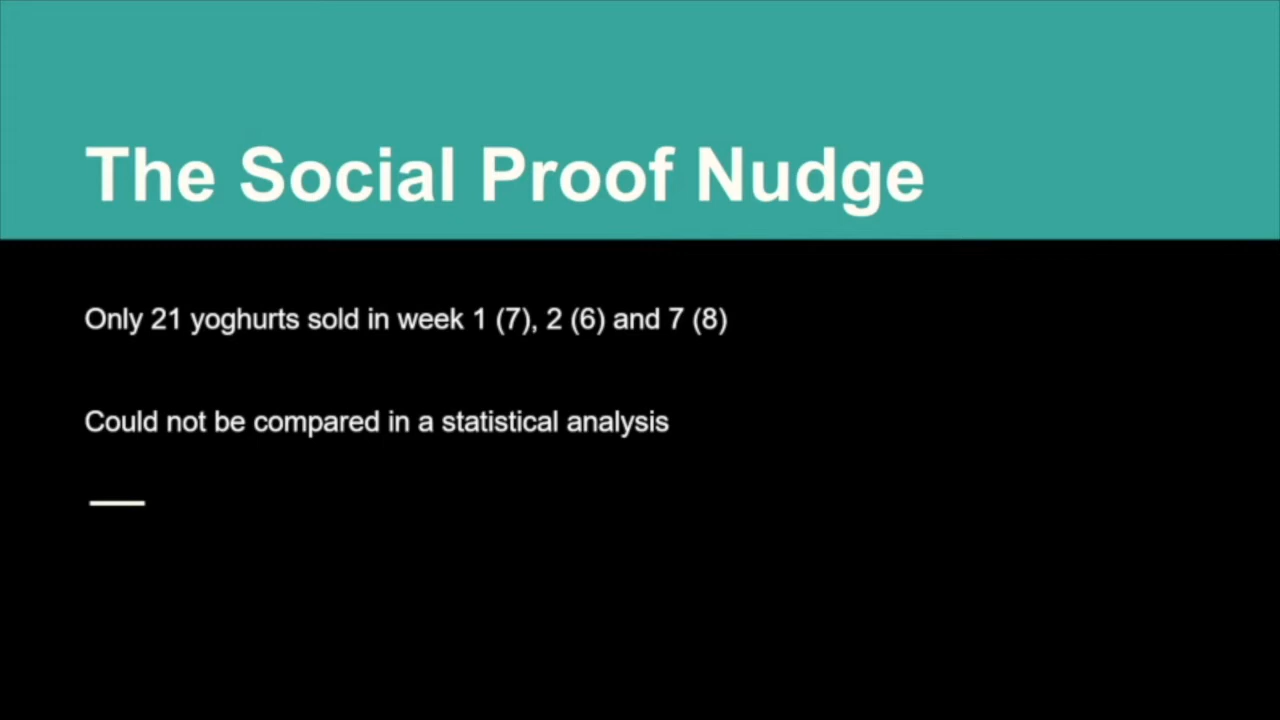 The Social Proof Nudge
Only 21 yoghurts sold in week 1 (7), 2 (6) and 7 (8)
Could not be compared in a statistical analysis